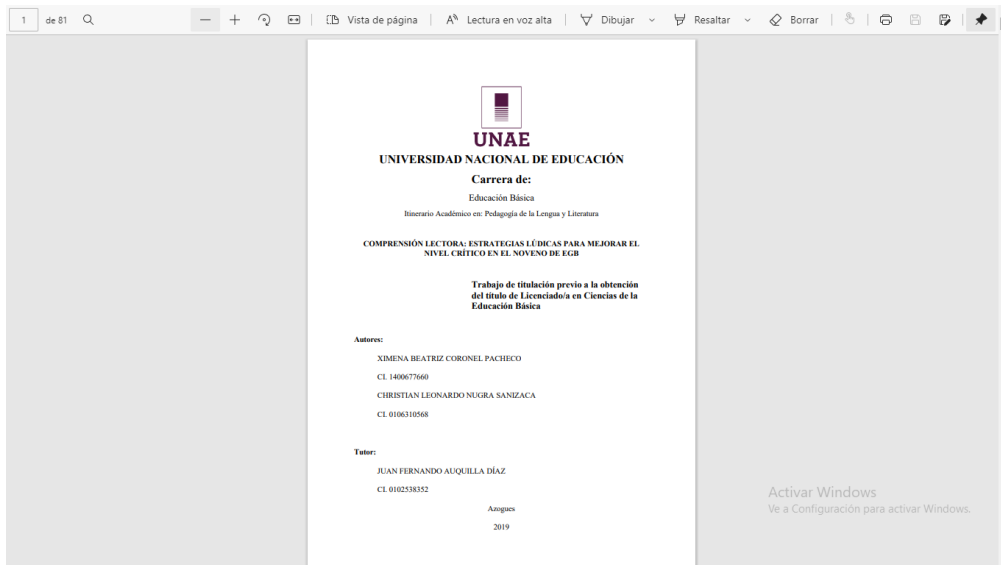 1 de 81 Vista de página Lectura en voz alta Dibujar Resaltar Borrar
UNAE
UNIVERSIDAD NACIONAL DE EDUCACIÓN
Carrera de:
Educación Básica
Itinerario Académico en: Pedagogía de la Lengua y Literatura
COMPRENSIÓN LECTORA: ESTRATEGIAS LÚDICAS PARA MEJORAR EL
NIVEL CRÍTICO EN EL NOVENO DE EGB
Trabajo de titulación previo a la obtención
del título de Licenciado/a en Ciencias de la
Educación Básica
Autores:
XIMENA BEATRIZ CORONEL PACHECO
CI. 1400677660
CHRISTIAN LEONARDO NUGRA SANIZACA
CI. 0106310568
Tutor:
JUAN FERNANDO AUQUILLA DÍAZ
CI. 0102538352
Azogues
2019
Activar Windows
Ve a Configuración para activar Windows.